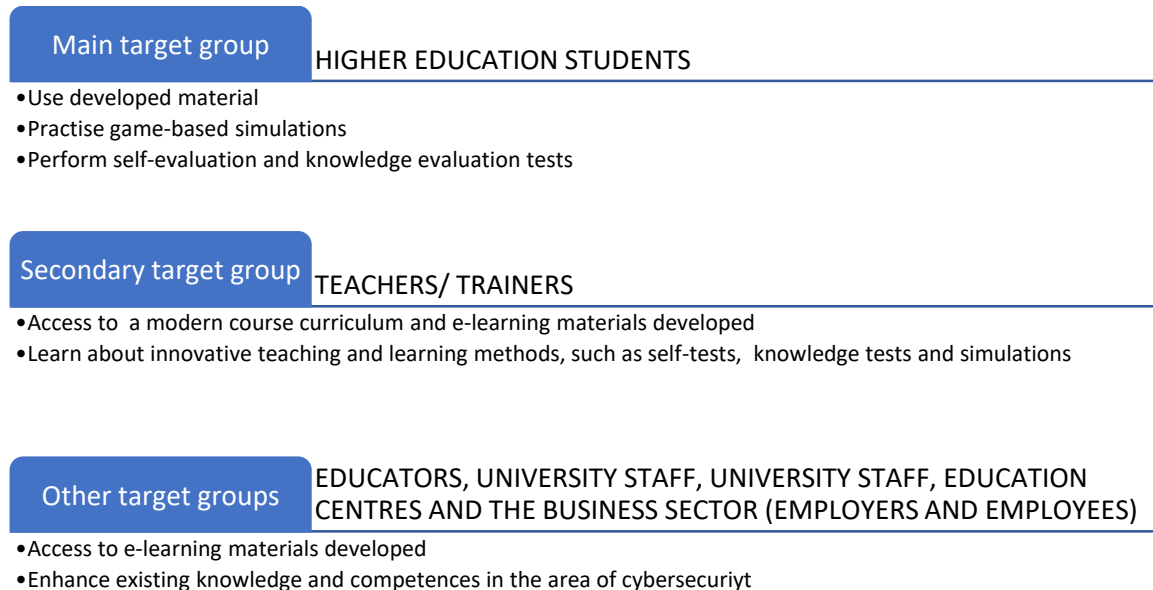 Main target group
HIGHER EDUCATION STUDENTS
•Use developed material
•Practise game-based simulations
•Perform self-evaluation and knowledge evaluation tests
Secondary target group
TEACHERS/ TRAINERS
•Access to  a modern course curriculum and e-learning materials developed
•Learn about innovative teaching and learning methods, such as self-tests,  knowledge tests and simulations
Other target groups
EDUCATORS, UNIVERSITY STAFF, UNIVERSITY STAFF, EDUCATION
CENTRES AND THE BUSINESS SECTOR (EMPLOYERS AND EMPLOYEES)
•Access to e-learning materials developed
•Enhance existing knowledge and competences in the area of cybersecuriyt